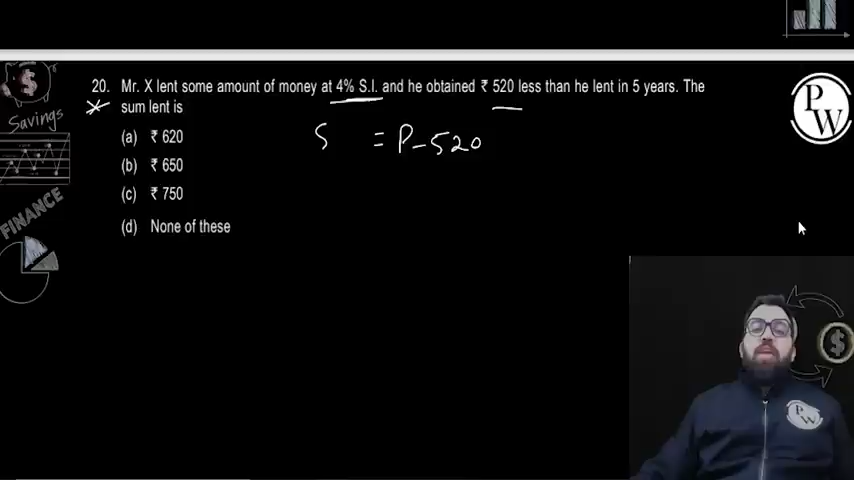 20. Mr. X lent some amount of money at 4% S.I. and he obtained ₹ 520 less than he lent in 5 years. The
sum lent is
(a) ₹ 620
(b) ₹ 650
(c) ₹ 750
(d) None of these
S = P - 520
Savings
FINANCE
$
PW
$
PW